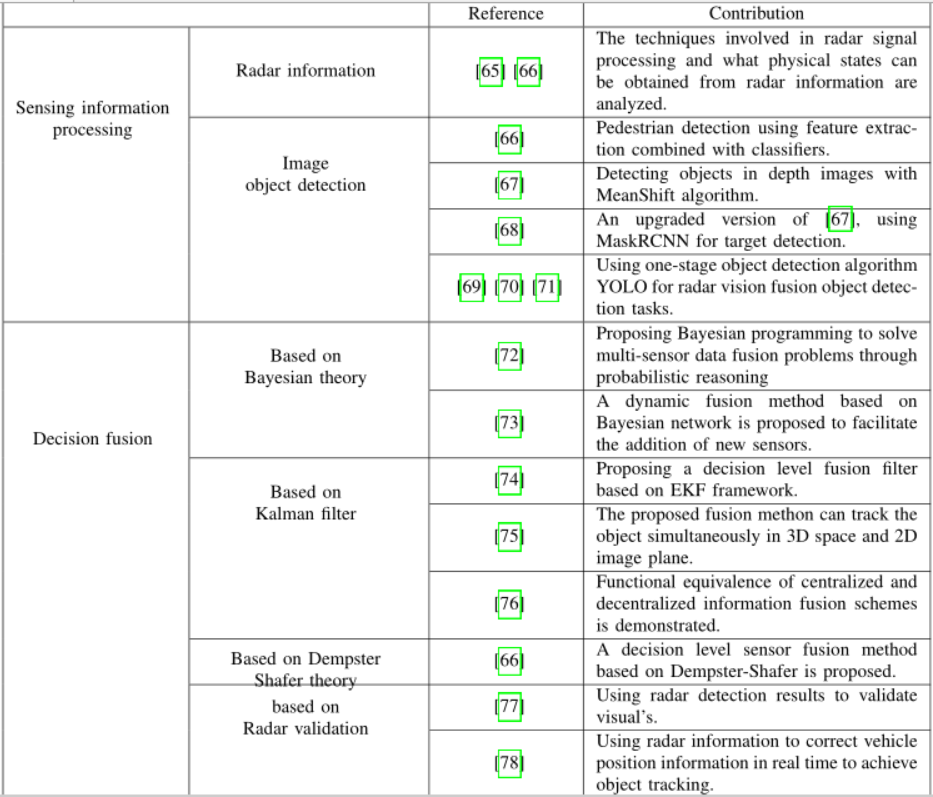 Reference
Contribution
Sensing information
processing
Radar information
[65] [66]
The techniques involved in radar signal
processing and what physical states can
be obtained from radar information are
analyzed.
Image
object detection
[66]
Pedestrian detection using feature extrac-
tion combined with classifiers.
[67]
Detecting objects in depth images with
MeanShift algorithm.
[68]
An upgraded version of [67], using
MaskRCNN for target detection.
[69] [70] [71]
Using one-stage object detection algorithm
YOLO for radar vision fusion object detec-
tion tasks.
Decision fusion
Based on
Bayesian theory
[72]
Proposing Bayesian programming to solve
multi-sensor data fusion problems through
probabilistic reasoning
[73]
A dynamic fusion method based on
Bayesian network is proposed to facilitate
the addition of new sensors.
Based on
Kalman filter
[74]
Proposing a decision level fusion filter
based on EKF framework.
[75]
The proposed fusion methon can track the
object simultaneously in 3D space and 2D
image plane.
[76]
Functional equivalence of centralized and
decentralized information fusion schemes
is demonstrated.
Based on Dempster
Shafer theory
[66]
A decision level sensor fusion method
based on Dempster-Shafer is proposed.
based on
Radar validation
[77]
Using radar detection results to validate
visual's.
[78]
Using radar information to correct vehicle
position information in real time to achieve
object tracking.